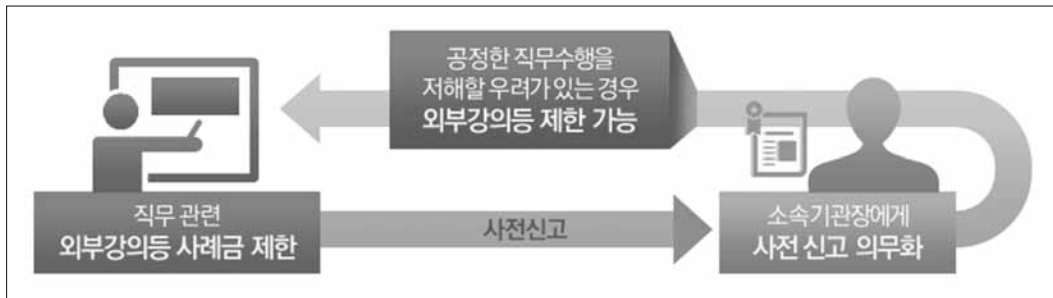 공정한 직무수행을
저해할 우려가 있는 경우
외부강의등 제한 가능
직무 관련
외부강의등 사례금 제한
사전신고
소속기관장에게
사전 신고 의무화